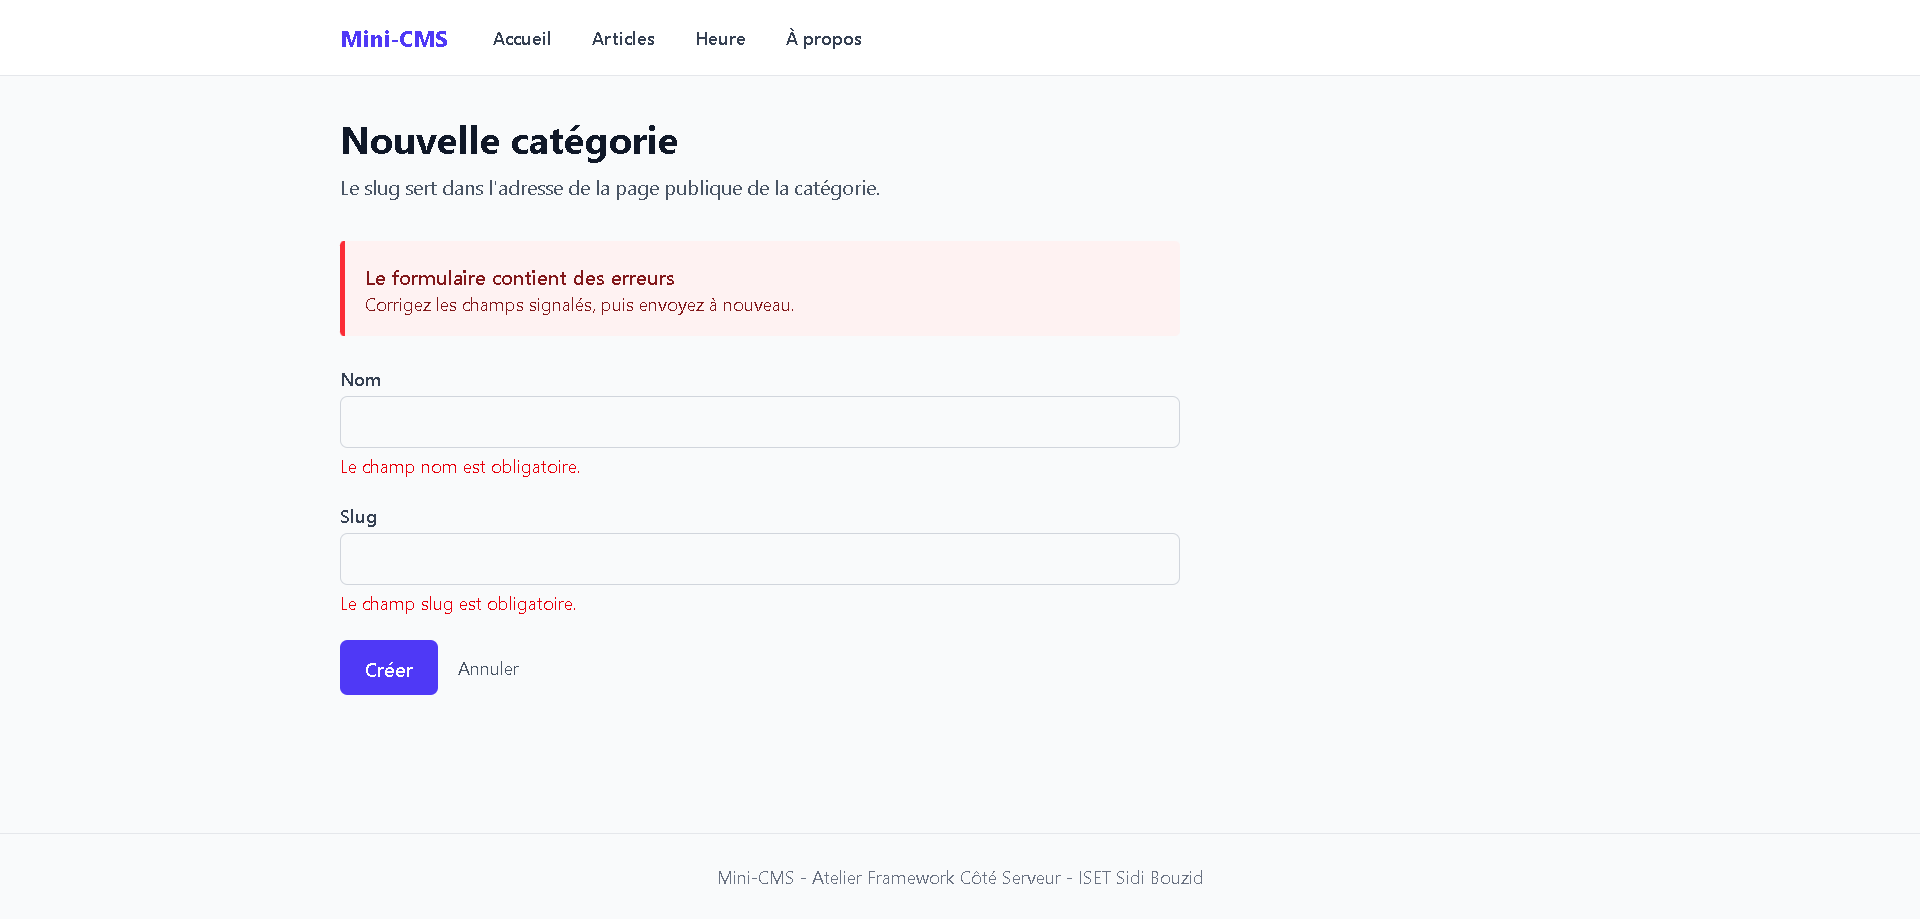 Mini-CMS Accueil Articles Heure À propos
Nouvelle catégorie
Le slug sert dans l'adresse de la page publique de la catégorie.
Le formulaire contient des erreurs
Corrigez les champs signalés, puis envoyez à nouveau.
Nom
Le champ nom est obligatoire.
Slug
Le champ slug est obligatoire.
Créer Annuler
Mini-CMS - Atelier Framework Côté Serveur - ISET Sidi Bouzid